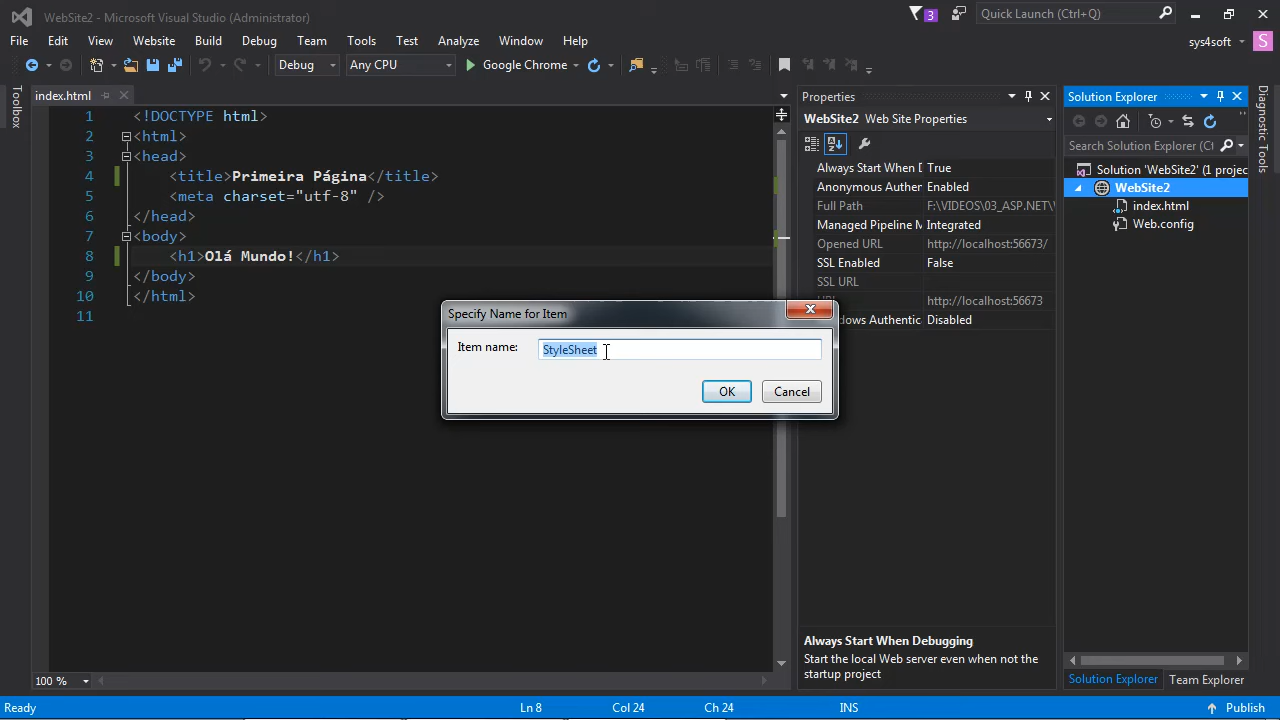 WebSite2 - Microsoft Visual Studio (Administrator)
3
Quick Launch (Ctrl+Q)
File Edit View Website Build Debug Team Tools Test Analyze Window Help
sys4soft
S
Debug
Any CPU
Google Chrome
Toolbox
index.html
1 <!DOCTYPE html>
2 <html>
3 <head>
4 <title>Primeira Página</title>
5 <meta charset="utf-8" />
6 </head>
7 <body>
8 <h1>Olá Mundo!</h1>
9 </body>
10 </html>
11
100 %
Specify Name for Item
Item name: StyleSheet
OK Cancel
Properties
WebSite2 Web Site Properties
Always Start When D True
Anonymous Auther Enabled
Full Path F:\VIDEOS\03_ASP.NET\
Managed Pipeline M Integrated
Opened URL http://localhost:56673/
SSL Enabled False
SSL URL
http://localhost:56673
Windows Authentic Disabled
Always Start When Debugging
Start the local Web server even when not the
startup project
Solution Explorer
Search Solution Explorer (C
Solution 'WebSite2' (1 projec
WebSite2
index.html
Web.config
Solution Explorer Team Explorer
Diagnostic Tools
Ready
Ln 8 Col 24 Ch 24 INS
Publish